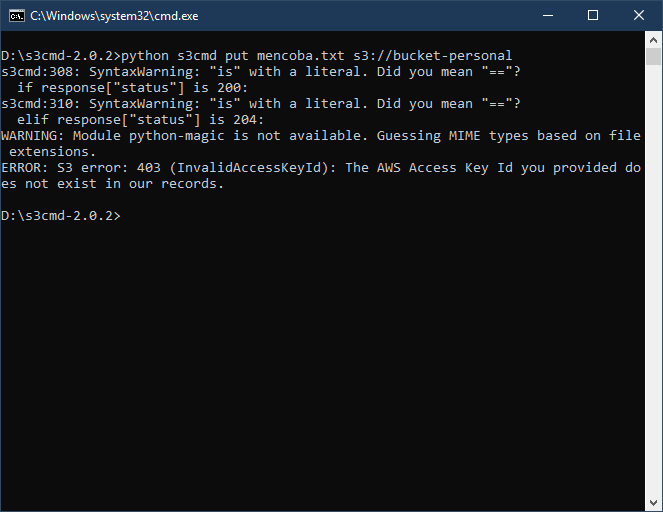 C:\Windows\system32\cmd.exe
D:\s3cmd-2.0.2>python s3cmd put mencoba.txt s3://bucket-personal
s3cmd:308: SyntaxWarning: "is" with a literal. Did you mean "=="?
  if response["status"] is 200:
s3cmd:310: SyntaxWarning: "is" with a literal. Did you mean "=="?
  elif response["status"] is 204:
WARNING: Module python-magic is not available. Guessing MIME types based on file
 extensions.
ERROR: S3 error: 403 (InvalidAccessKeyId): The AWS Access Key Id you provided do
es not exist in our records.
D:\s3cmd-2.0.2>